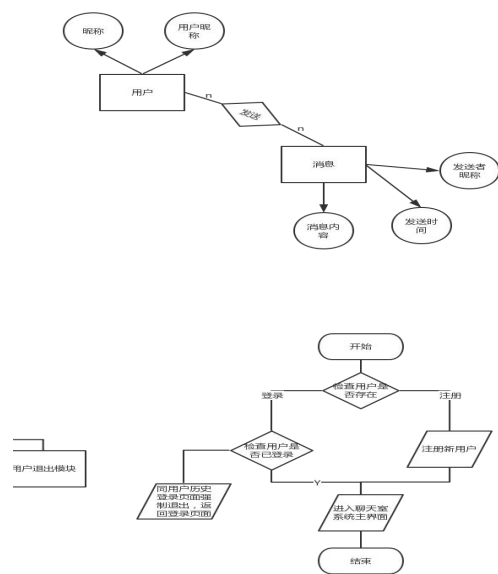 昵称
用户昵
称
用户
n
发送
n
消息
发送者
昵称
消息内
容
发送时
间
开始
登录
检查用户是
否存在
注册
检查用户是
否已登录
注册新用户
用户退出模块
同用户历史
登录页面强
制退出，返
回登录页面
Y
进入聊天室
系统主界面
结束